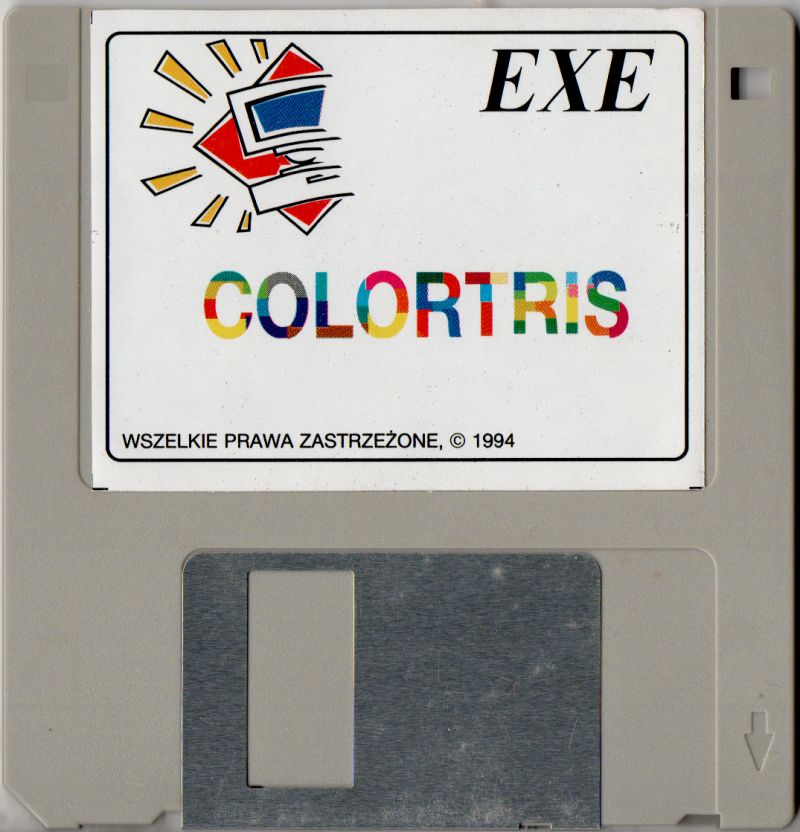 EXE
COLORTRIS
WSZELKIE PRAWA ZASTRZEŻONE, © 1994